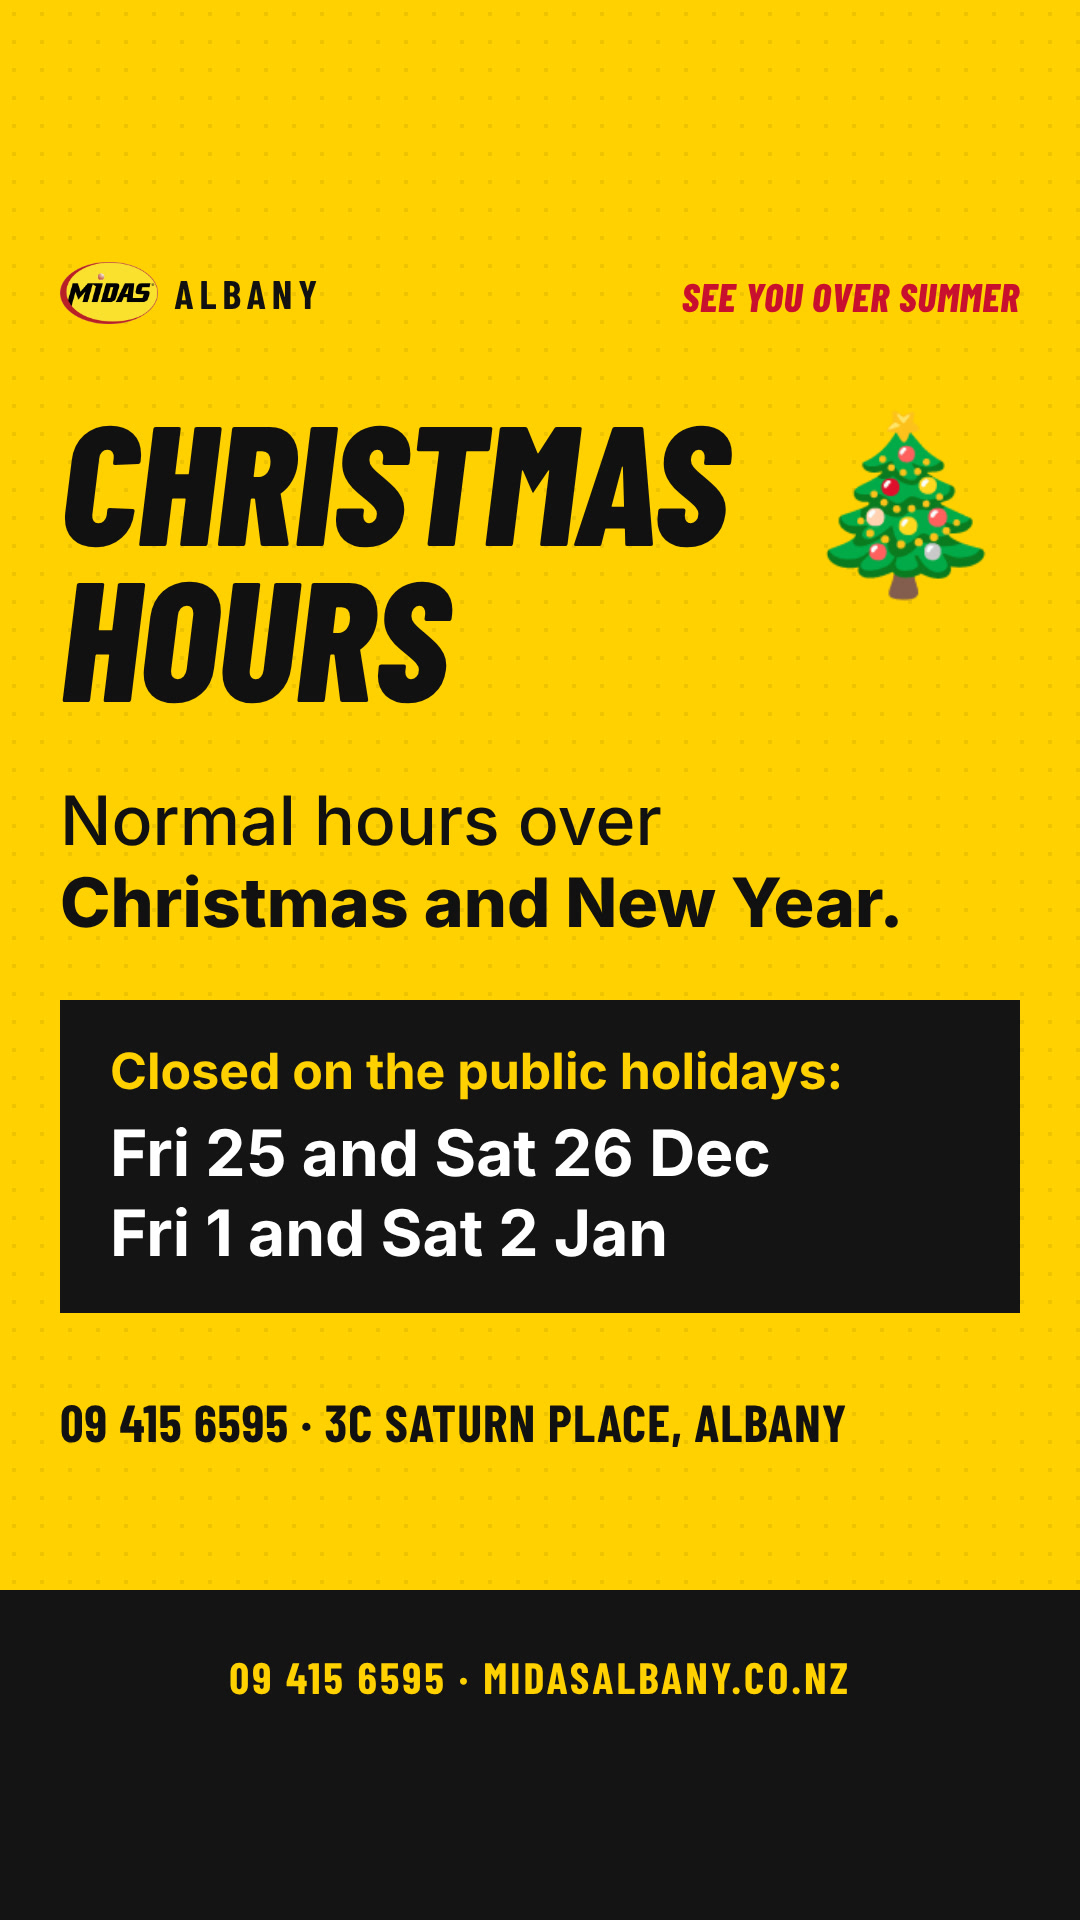 MIDAS ALBANY
SEE YOU OVER SUMMER
CHRISTMAS
HOURS
Normal hours over
Christmas and New Year.
Closed on the public holidays:
Fri 25 and Sat 26 Dec
Fri 1 and Sat 2 Jan
09 415 6595 · 3C SATURN PLACE, ALBANY
09 415 6595 · MIDASALBANY.CO.NZ